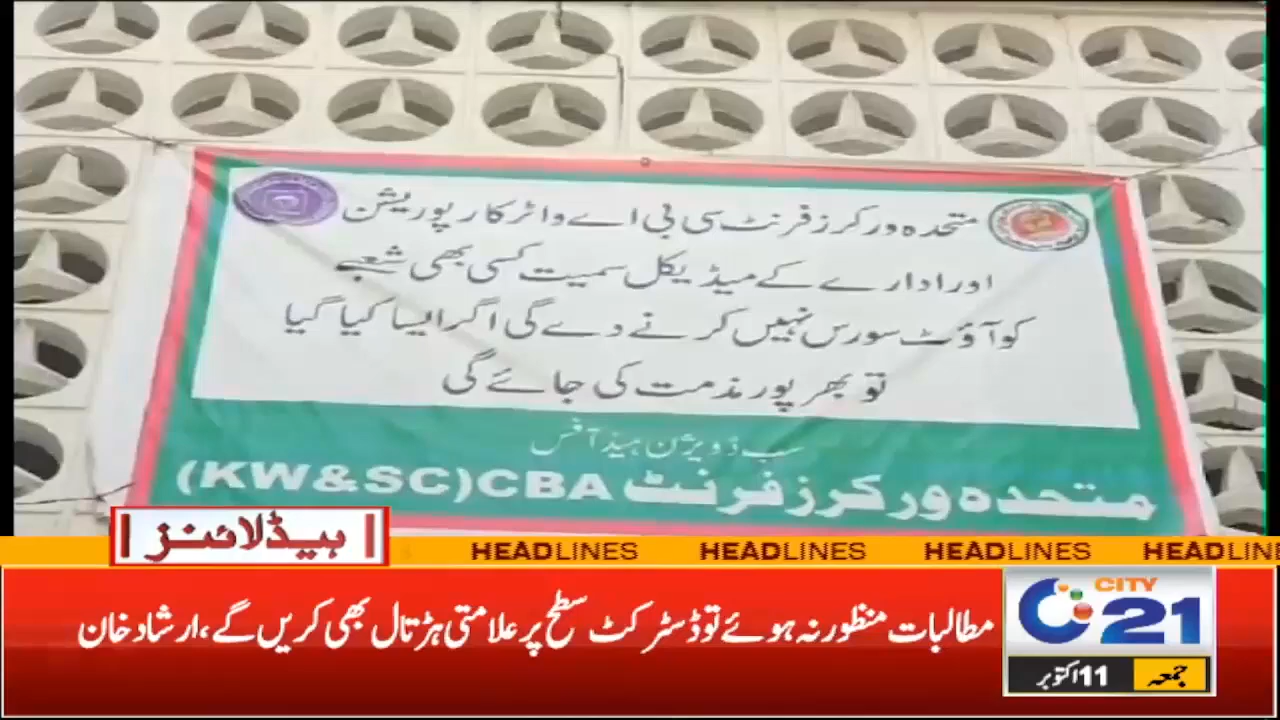 متحدہ ورکرز فرنٹ سی بی اے واٹر کارپوریشن
اور ادارے کے میڈیکل سمیت کسی بھی شعبے
کو آؤٹ سورس نہیں کرنے دے گی اگر ایسا کیا گیا
تو بھرپور مذمت کی جائے گی
سب ڈویژن ہیڈ آفس
متحدہ ورکرز فرنٹ CBA(KW&SC)
ہیڈلائنز
HEADLINES HEADLINES HEADLINES HEADLINES
مطالبات منظور نہ ہوئے تو ڈسٹرکٹ سطح پر علامتی ہڑتال بھی کریں گے، ارشاد خان
CITY
21
جمعہ 11 اکتوبر